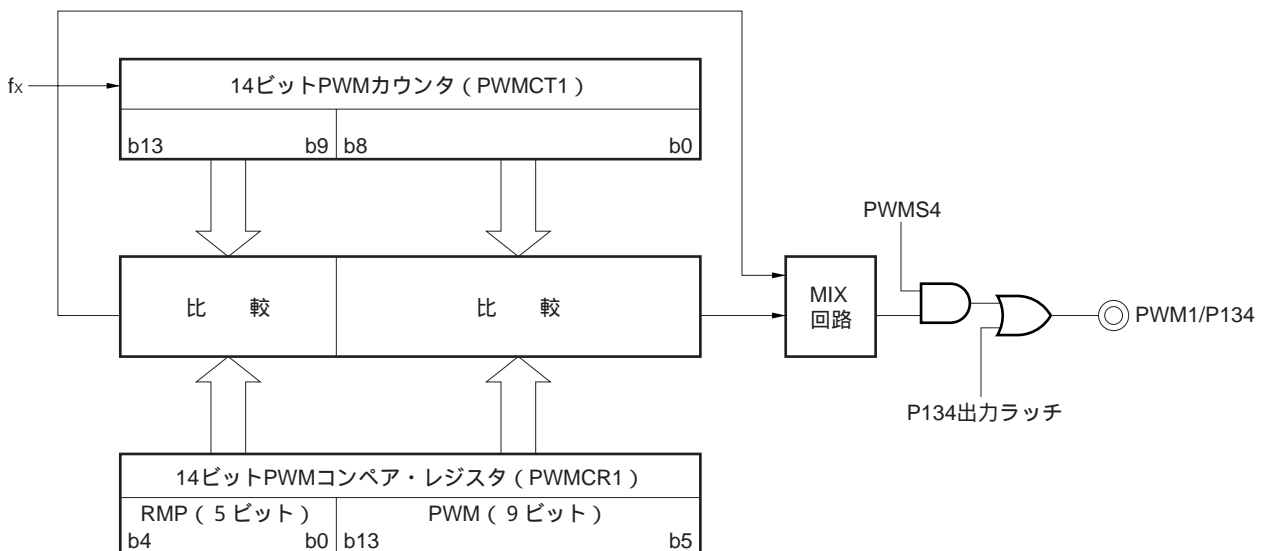 14ビットPWMカウンタ（PWMCT1）
fX
b13 b9 b8 b0
PWMS4
比 較 比 較
MIX
回路
PWM1/P134
P134出力ラッチ
14ビットPWMコンペア・レジスタ（PWMCR1）
RMP（5ビット） PWM（9ビット）
b4 b0 b13 b5